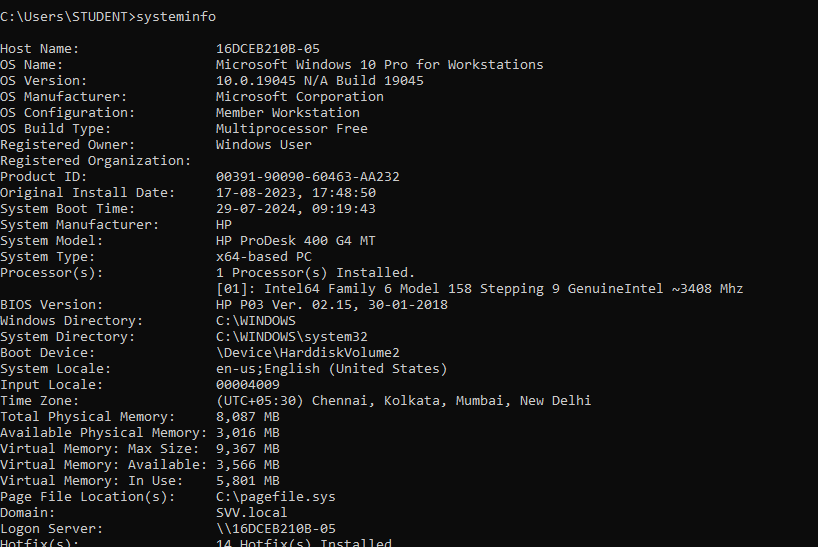 C:\Users\STUDENT>systeminfo
Host Name: 16DCEB210B-05
OS Name: Microsoft Windows 10 Pro for Workstations
OS Version: 10.0.19045 N/A Build 19045
OS Manufacturer: Microsoft Corporation
OS Configuration: Member Workstation
OS Build Type: Multiprocessor Free
Registered Owner: Windows User
Registered Organization:
Product ID: 00391-90090-60463-AA232
Original Install Date: 17-08-2023, 17:48:50
System Boot Time: 29-07-2024, 09:19:43
System Manufacturer: HP
System Model: HP ProDesk 400 G4 MT
System Type: x64-based PC
Processor(s): 1 Processor(s) Installed.
[01]: Intel64 Family 6 Model 158 Stepping 9 GenuineIntel ~3408 Mhz
BIOS Version: HP P03 Ver. 02.15, 30-01-2018
Windows Directory: C:\WINDOWS
System Directory: C:\WINDOWS\system32
Boot Device: \Device\HarddiskVolume2
System Locale: en-us;English (United States)
Input Locale: 00004009
Time Zone: (UTC+05:30) Chennai, Kolkata, Mumbai, New Delhi
Total Physical Memory: 8,087 MB
Available Physical Memory: 3,016 MB
Virtual Memory: Max Size: 9,367 MB
Virtual Memory: Available: 3,566 MB
Virtual Memory: In Use: 5,801 MB
Page File Location(s): C:\pagefile.sys
Domain: SVV.local
Logon Server: \\16DCEB210B-05
Hotfix(s): 14 Hotfix(s) Installed